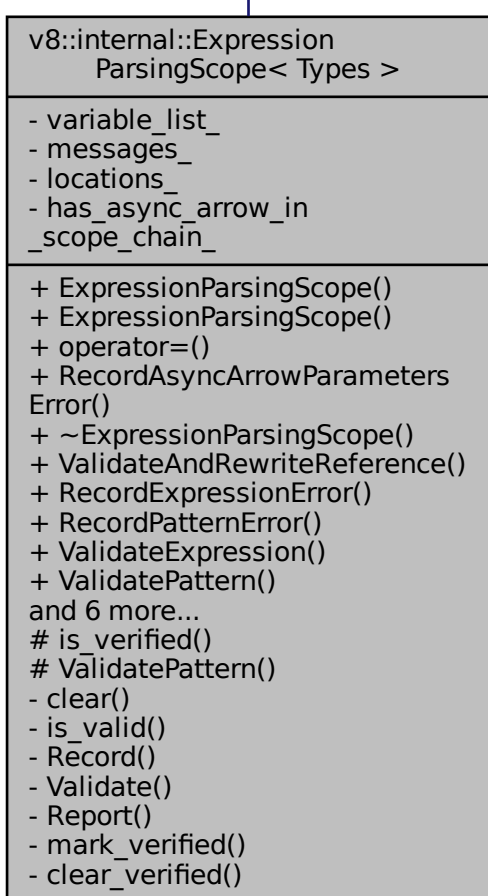 v8::internal::Expression
ParsingScope< Types >
- variable_list_
- messages_
- locations_
- has_async_arrow_in
_scope_chain_
+ ExpressionParsingScope()
+ ExpressionParsingScope()
+ operator=()
+ RecordAsyncArrowParameters
Error()
+ ~ExpressionParsingScope()
+ ValidateAndRewriteReference()
+ RecordExpressionError()
+ RecordPatternError()
+ ValidateExpression()
+ ValidatePattern()
and 6 more...
# is_verified()
# ValidatePattern()
- clear()
- is_valid()
- Record()
- Validate()
- Report()
- mark_verified()
- clear_verified()